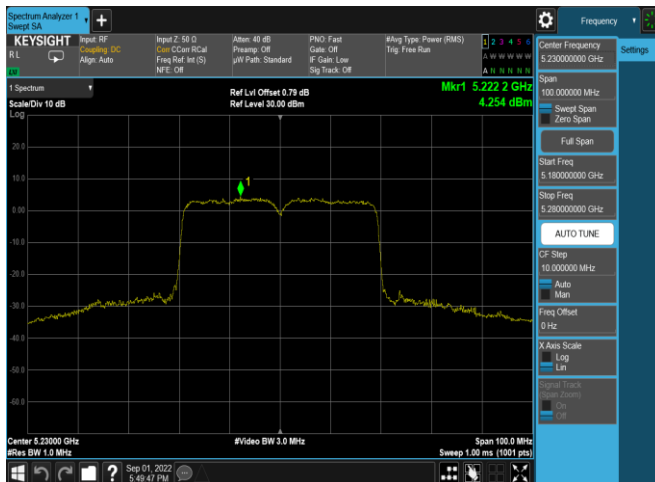 Spectrum Analyzer 1
Swept SA
Frequency
KEYSIGHT
R L
Input: RF
Coupling: DC
Align: Auto
Input Z: 50 Ω
Corr CCorr RCal
Freq Ref: Int (S)
NFE: Off
Atten: 40 dB
Preamp: Off
µW Path: Standard
PNO: Fast
Gate: Off
IF Gain: Low
Sig Track: Off
#Avg Type: Power (RMS)
Trig: Free Run
1 2 3 4 5 6
A W W W W W
A N N N N N
1 Spectrum
Scale/Div 10 dB
Log
Ref Lvl Offset 0.79 dB
Ref Level 30.00 dBm
Mkr1 5.222 2 GHz
4.254 dBm
1
20.0
10.0
0.00
-10.0
-20.0
-30.0
-40.0
-50.0
-60.0
Center 5.23000 GHz
#Res BW 1.0 MHz
#Video BW 3.0 MHz
Span 100.0 MHz
Sweep 1.00 ms (1001 pts)
Sep 01, 2022
5:49:47 PM
Center Frequency
5.230000000 GHz
Settings
Span
100.000000 MHz
Swept Span
Zero Span
Full Span
Start Freq
5.180000000 GHz
Stop Freq
5.280000000 GHz
AUTO TUNE
CF Step
10.000000 MHz
Auto
Man
Freq Offset
0 Hz
X Axis Scale
Log
Lin
Signal Track
(Span Zoom)
On
Off